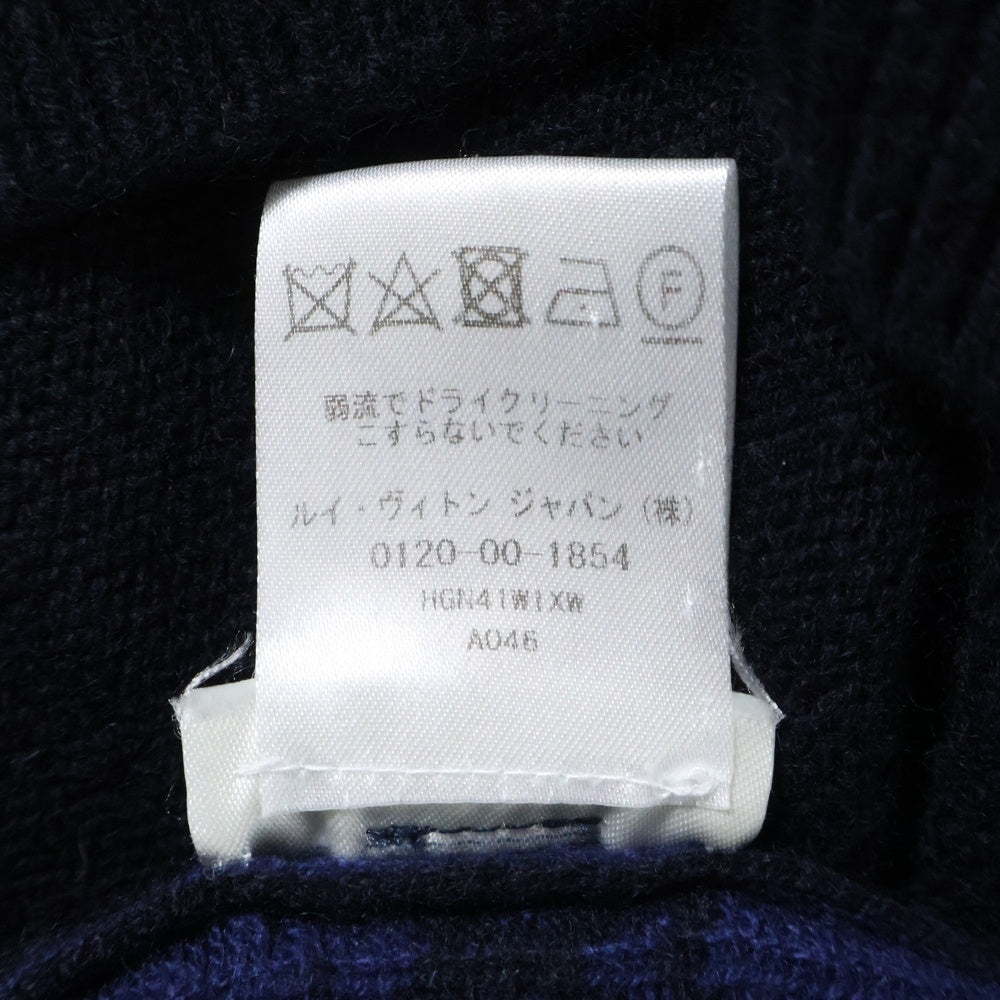 F
弱流でドライクリーニング
こすらないでください
ルイ・ヴィトン ジャパン(株)
0120-00-1854
HGN41WIXW
A046